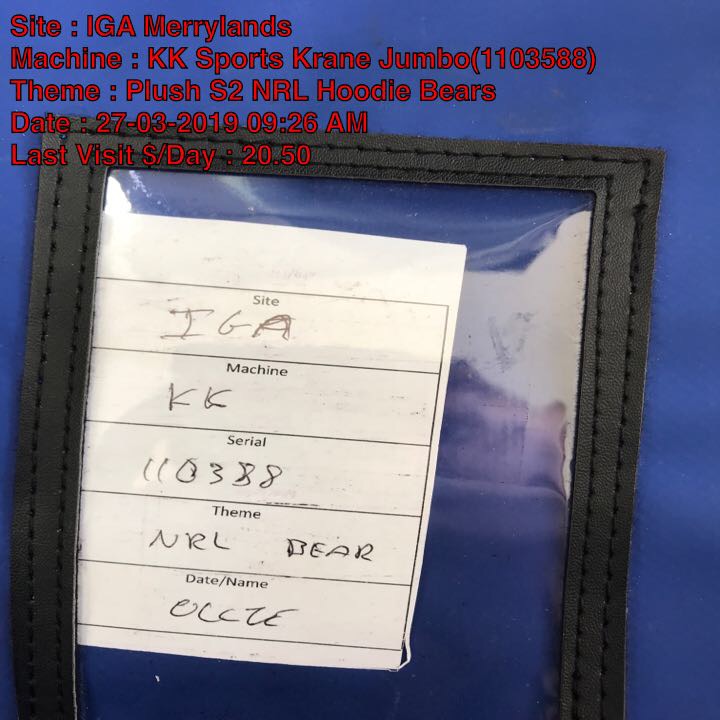 Site : IGA Merrylands
Machine : KK Sports Krane Jumbo(1103588)
Theme : Plush S2 NRL Hoodie Bears
Date : 27-03-2019 09:26 AM
Last Visit $/Day : 20.50
Site
IGA
Machine
KK
Serial
110388
Theme
NRL BEAR
Date/Name